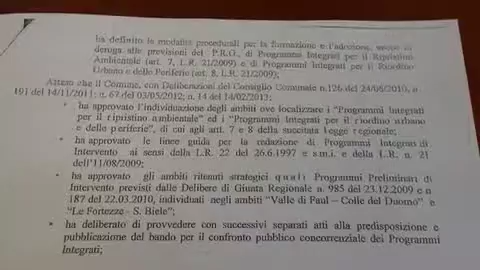 ha definito le modalità procedurali per la formazione e l'adozione, anche in
deroga alle previsioni del P.R.G., di Programmi Integrati per il Ripristino
Ambientale (art. 7, L.R. 21/2009) e di Programmi Integrati per il Riordino
Urbano e delle Periferie (art. 8, L.R. 21/2009);
Atteso che il Comune, con Deliberazioni del Consiglio Comunale n.126 del 24/06/2010, n.
191 del 14/11/2011; n. 67 del 03/05/2012; n. 14 del 14/02/2013;
• ha approvato l'individuazione degli ambiti ove localizzare i "Programmi Integrati
per il ripristino ambientale" ed i "Programmi Integrati per il riordino urbano
e delle periferie", di cui agli artt. 7 e 8 della succitata legge regionale;
• ha approvato le linee guida per la redazione di Programmi Integrati di
Intervento ai sensi della L.R. 22 del 26.6.1997 e s.m.i. e della L.R. n. 21
dell'11/08/2009;
• ha approvato gli ambiti ritenuti strategici quali Programmi Preliminari di
Intervento previsti dalle Delibere di Giunta Regionale n. 985 del 23.12.2009 e n
187 del 22.03.2010, individuati negli ambiti "Valle di Paul – Colle del Duomo" e
"Le Fortezze - S. Biele";
• ha deliberato di provvedere con successivi separati atti alla predisposizione e
pubblicazione del bando per il confronto pubblico concorrenziale dei Programmi
Integrati;